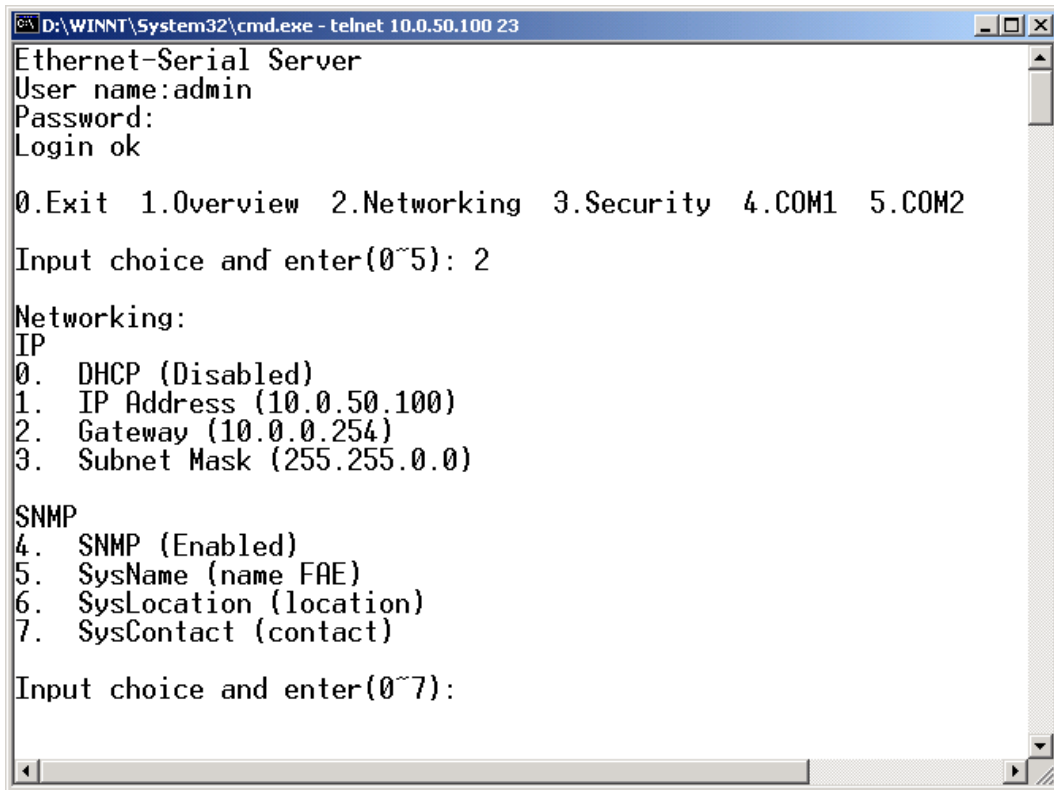 D:\WINNT\System32\cmd.exe - telnet 10.0.50.100 23
Ethernet-Serial Server
User name:admin
Password:
Login ok
0.Exit  1.Overview  2.Networking  3.Security  4.COM1  5.COM2
Input choice and enter(0~5): 2
Networking:
IP
0.  DHCP (Disabled)
1.  IP Address (10.0.50.100)
2.  Gateway (10.0.0.254)
3.  Subnet Mask (255.255.0.0)
SNMP
4.  SNMP (Enabled)
5.  SysName (name FAE)
6.  SysLocation (location)
7.  SysContact (contact)
Input choice and enter(0~7):